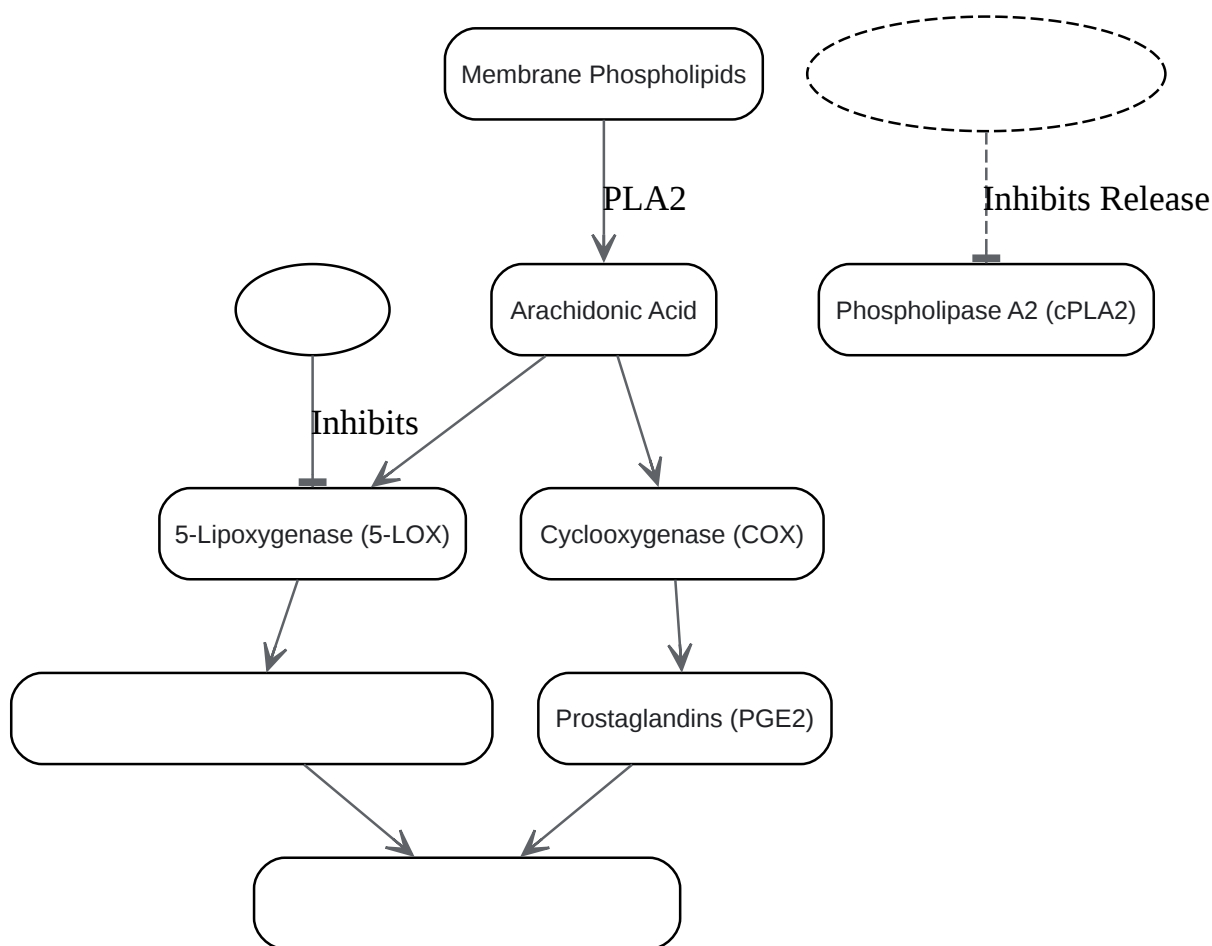 Membrane Phospholipids
PLA2
Inhibits Release
Arachidonic Acid
Phospholipase A2 (cPLA2)
Inhibits
5-Lipoxygenase (5-LOX)
Cyclooxygenase (COX)
Prostaglandins (PGE2)